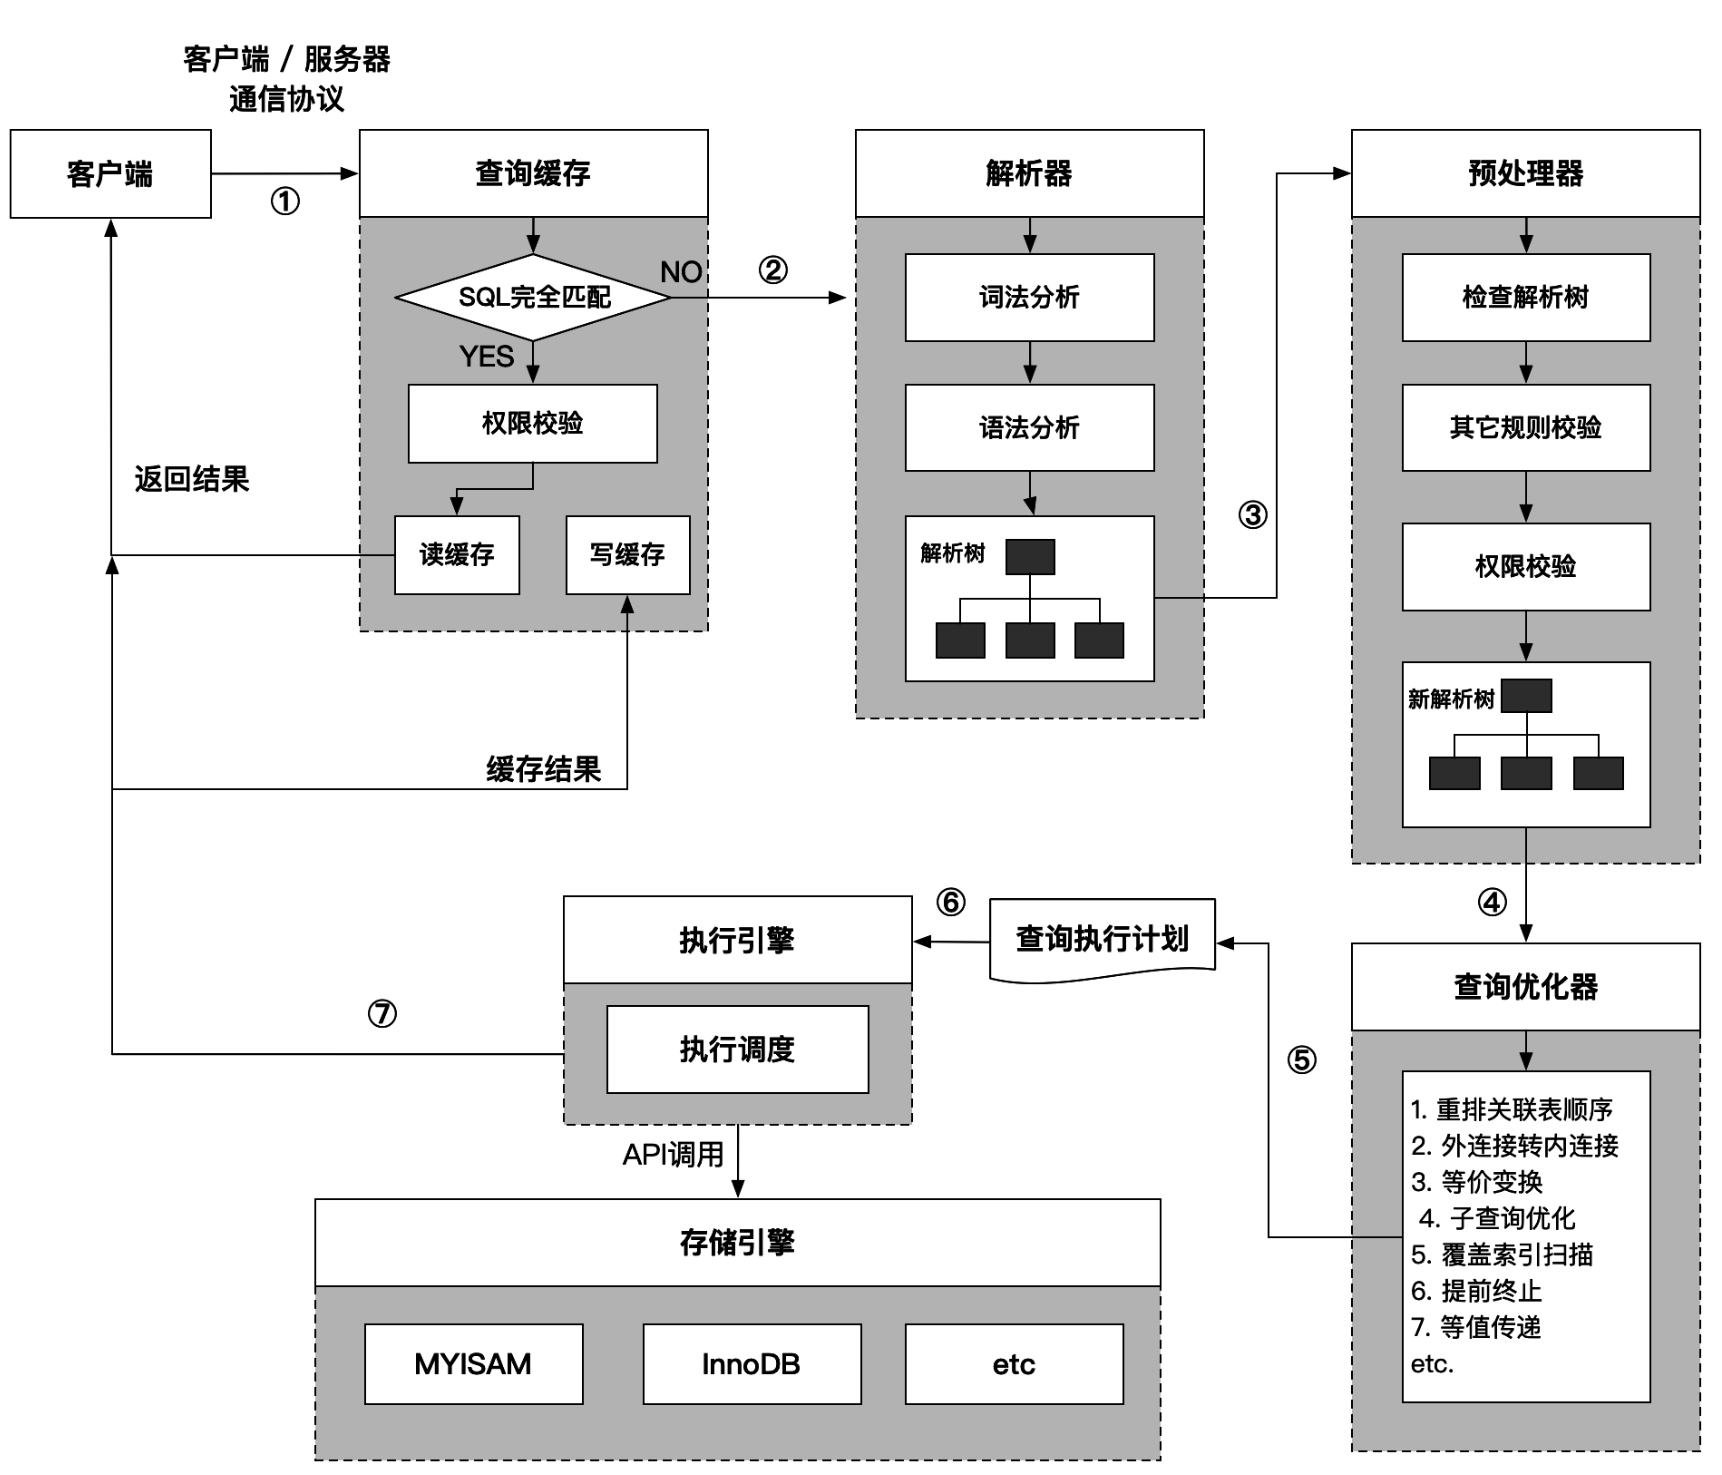 客户端 / 服务器
通信协议
客户端
①
查询缓存
SQL完全匹配
NO
②
YES
权限校验
读缓存
写缓存
返回结果
缓存结果
解析器
词法分析
语法分析
解析树
③
预处理器
检查解析树
其它规则校验
权限校验
新解析树
④
查询优化器
1. 重排关联表顺序
2. 外连接转内连接
3. 等价变换
4. 子查询优化
5. 覆盖索引扫描
6. 提前终止
7. 等值传递
etc.
⑤
查询执行计划
⑥
执行引擎
执行调度
⑦
API调用
存储引擎
MYISAM
InnoDB
etc